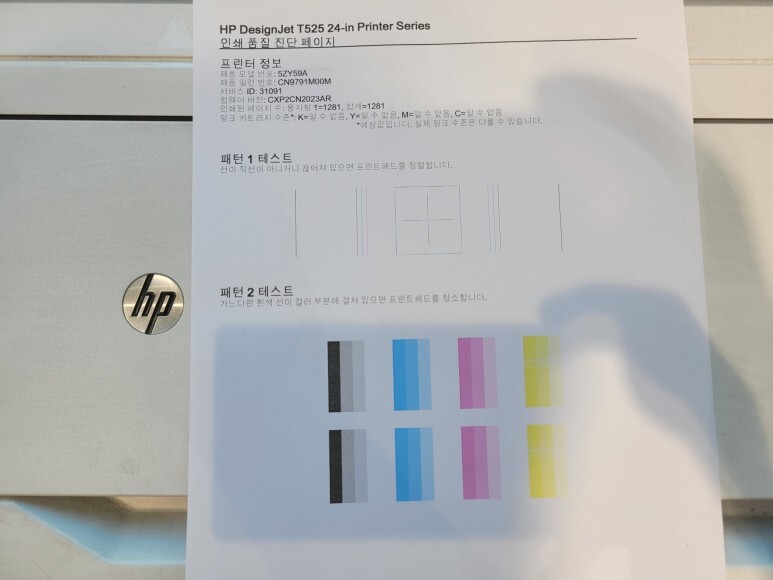 HP DesignJet T525 24-in Printer Series
인쇄 품질 진단 페이지
프린터 정보
제품 모델 번호: 5ZY59A
제품 일련 번호: CN9791M00M
서비스 ID: 31091
펌웨어 버전: CXP2CN2023AR
인쇄된 페이지 수: 용지함 1=1281, 합계=1281
잉크 카트리지 수준*: K=알 수 없음, Y=알 수 없음, M=알 수 없음, C=알 수 없음
*예상값입니다. 실제 잉크 수준은 다를 수 있습니다.
패턴 1 테스트
선이 직선이 아니거나 끊어져 있으면 프린트헤드를 정렬합니다.
hp
패턴 2 테스트
가느다란 흰색 선이 컬러 부분에 걸쳐 있으면 프린트헤드를 청소합니다.